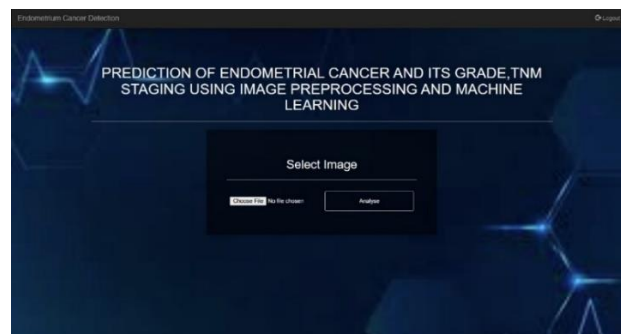 Endometrium Cancer Detection
Logout
PREDICTION OF ENDOMETRIAL CANCER AND ITS GRADE,TNM
STAGING USING IMAGE PREPROCESSING AND MACHINE
LEARNING
Select Image
Choose File No file chosen
Analyse